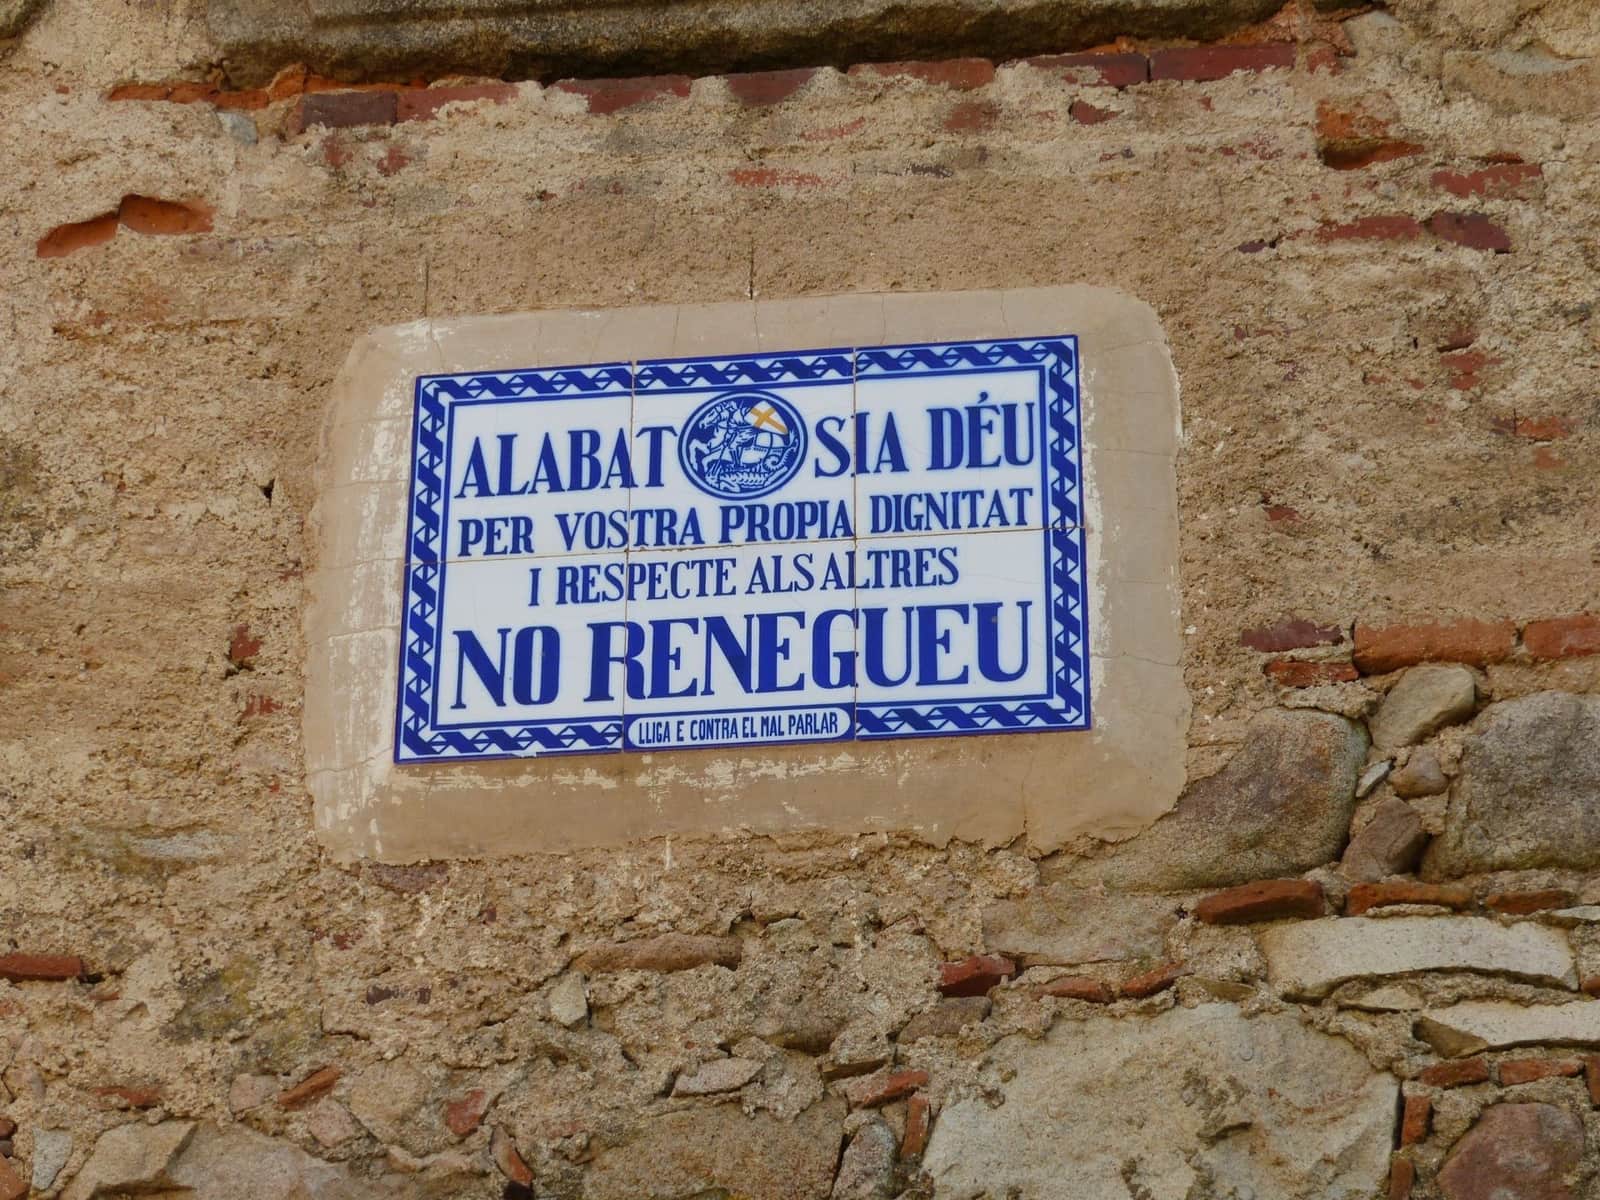 ALABAT SIA DÉU
PER VOSTRA PROPIA DIGNITAT
I RESPECTE ALS ALTRES
NO RENEGUEU
LLIGA E CONTRA EL MAL PARLAR